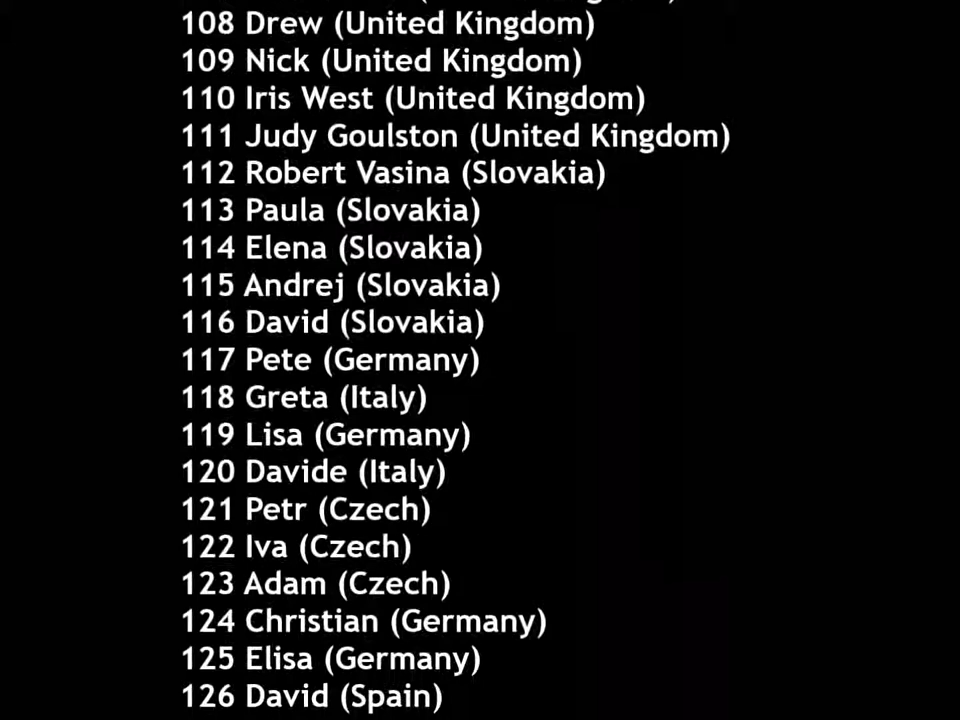 108 Drew (United Kingdom)
109 Nick (United Kingdom)
110 Iris West (United Kingdom)
111 Judy Goulston (United Kingdom)
112 Robert Vasina (Slovakia)
113 Paula (Slovakia)
114 Elena (Slovakia)
115 Andrej (Slovakia)
116 David (Slovakia)
117 Pete (Germany)
118 Greta (Italy)
119 Lisa (Germany)
120 Davide (Italy)
121 Petr (Czech)
122 Iva (Czech)
123 Adam (Czech)
124 Christian (Germany)
125 Elisa (Germany)
126 David (Spain)